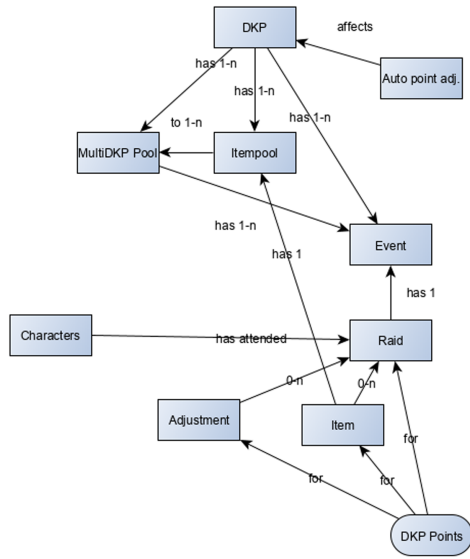 DKP
affects
has 1-n
Auto point adj.
has 1-n
has 1-n
to 1-n
MultiDKP Pool
Itempool
has 1-n
has 1
Event
has 1
Characters
has attended
Raid
0-n
0-n
Adjustment
Item
for
for
for
DKP Points